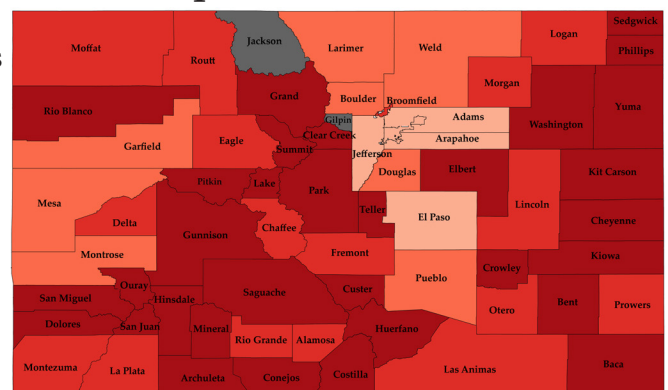 Jackson
Sedgwick
Logan
Moffat
Larimer
Weld
Phillips
Routt
Morgan
Grand
Boulder
Broomfield
Rio Blanco
Yuma
Gilpin
Adams
Washington
Clear Creek
Eagle
Arapahoe
Garfield
Summit
Jefferson
Douglas
Elbert
Kit Carson
Pitkin
Lake
Park
Mesa
Teller
Lincoln
El Paso
Cheyenne
Delta
Chaffee
Gunnison
Fremont
Montrose
Kiowa
Crowley
Pueblo
Ouray
Custer
Saguache
San Miguel
Hinsdale
Bent
Prowers
Otero
Dolores
San Juan
Mineral
Huerfano
Rio Grande
Alamosa
Montezuma
La Plata
Las Animas
Baca
Costilla
Archuleta
Conejos